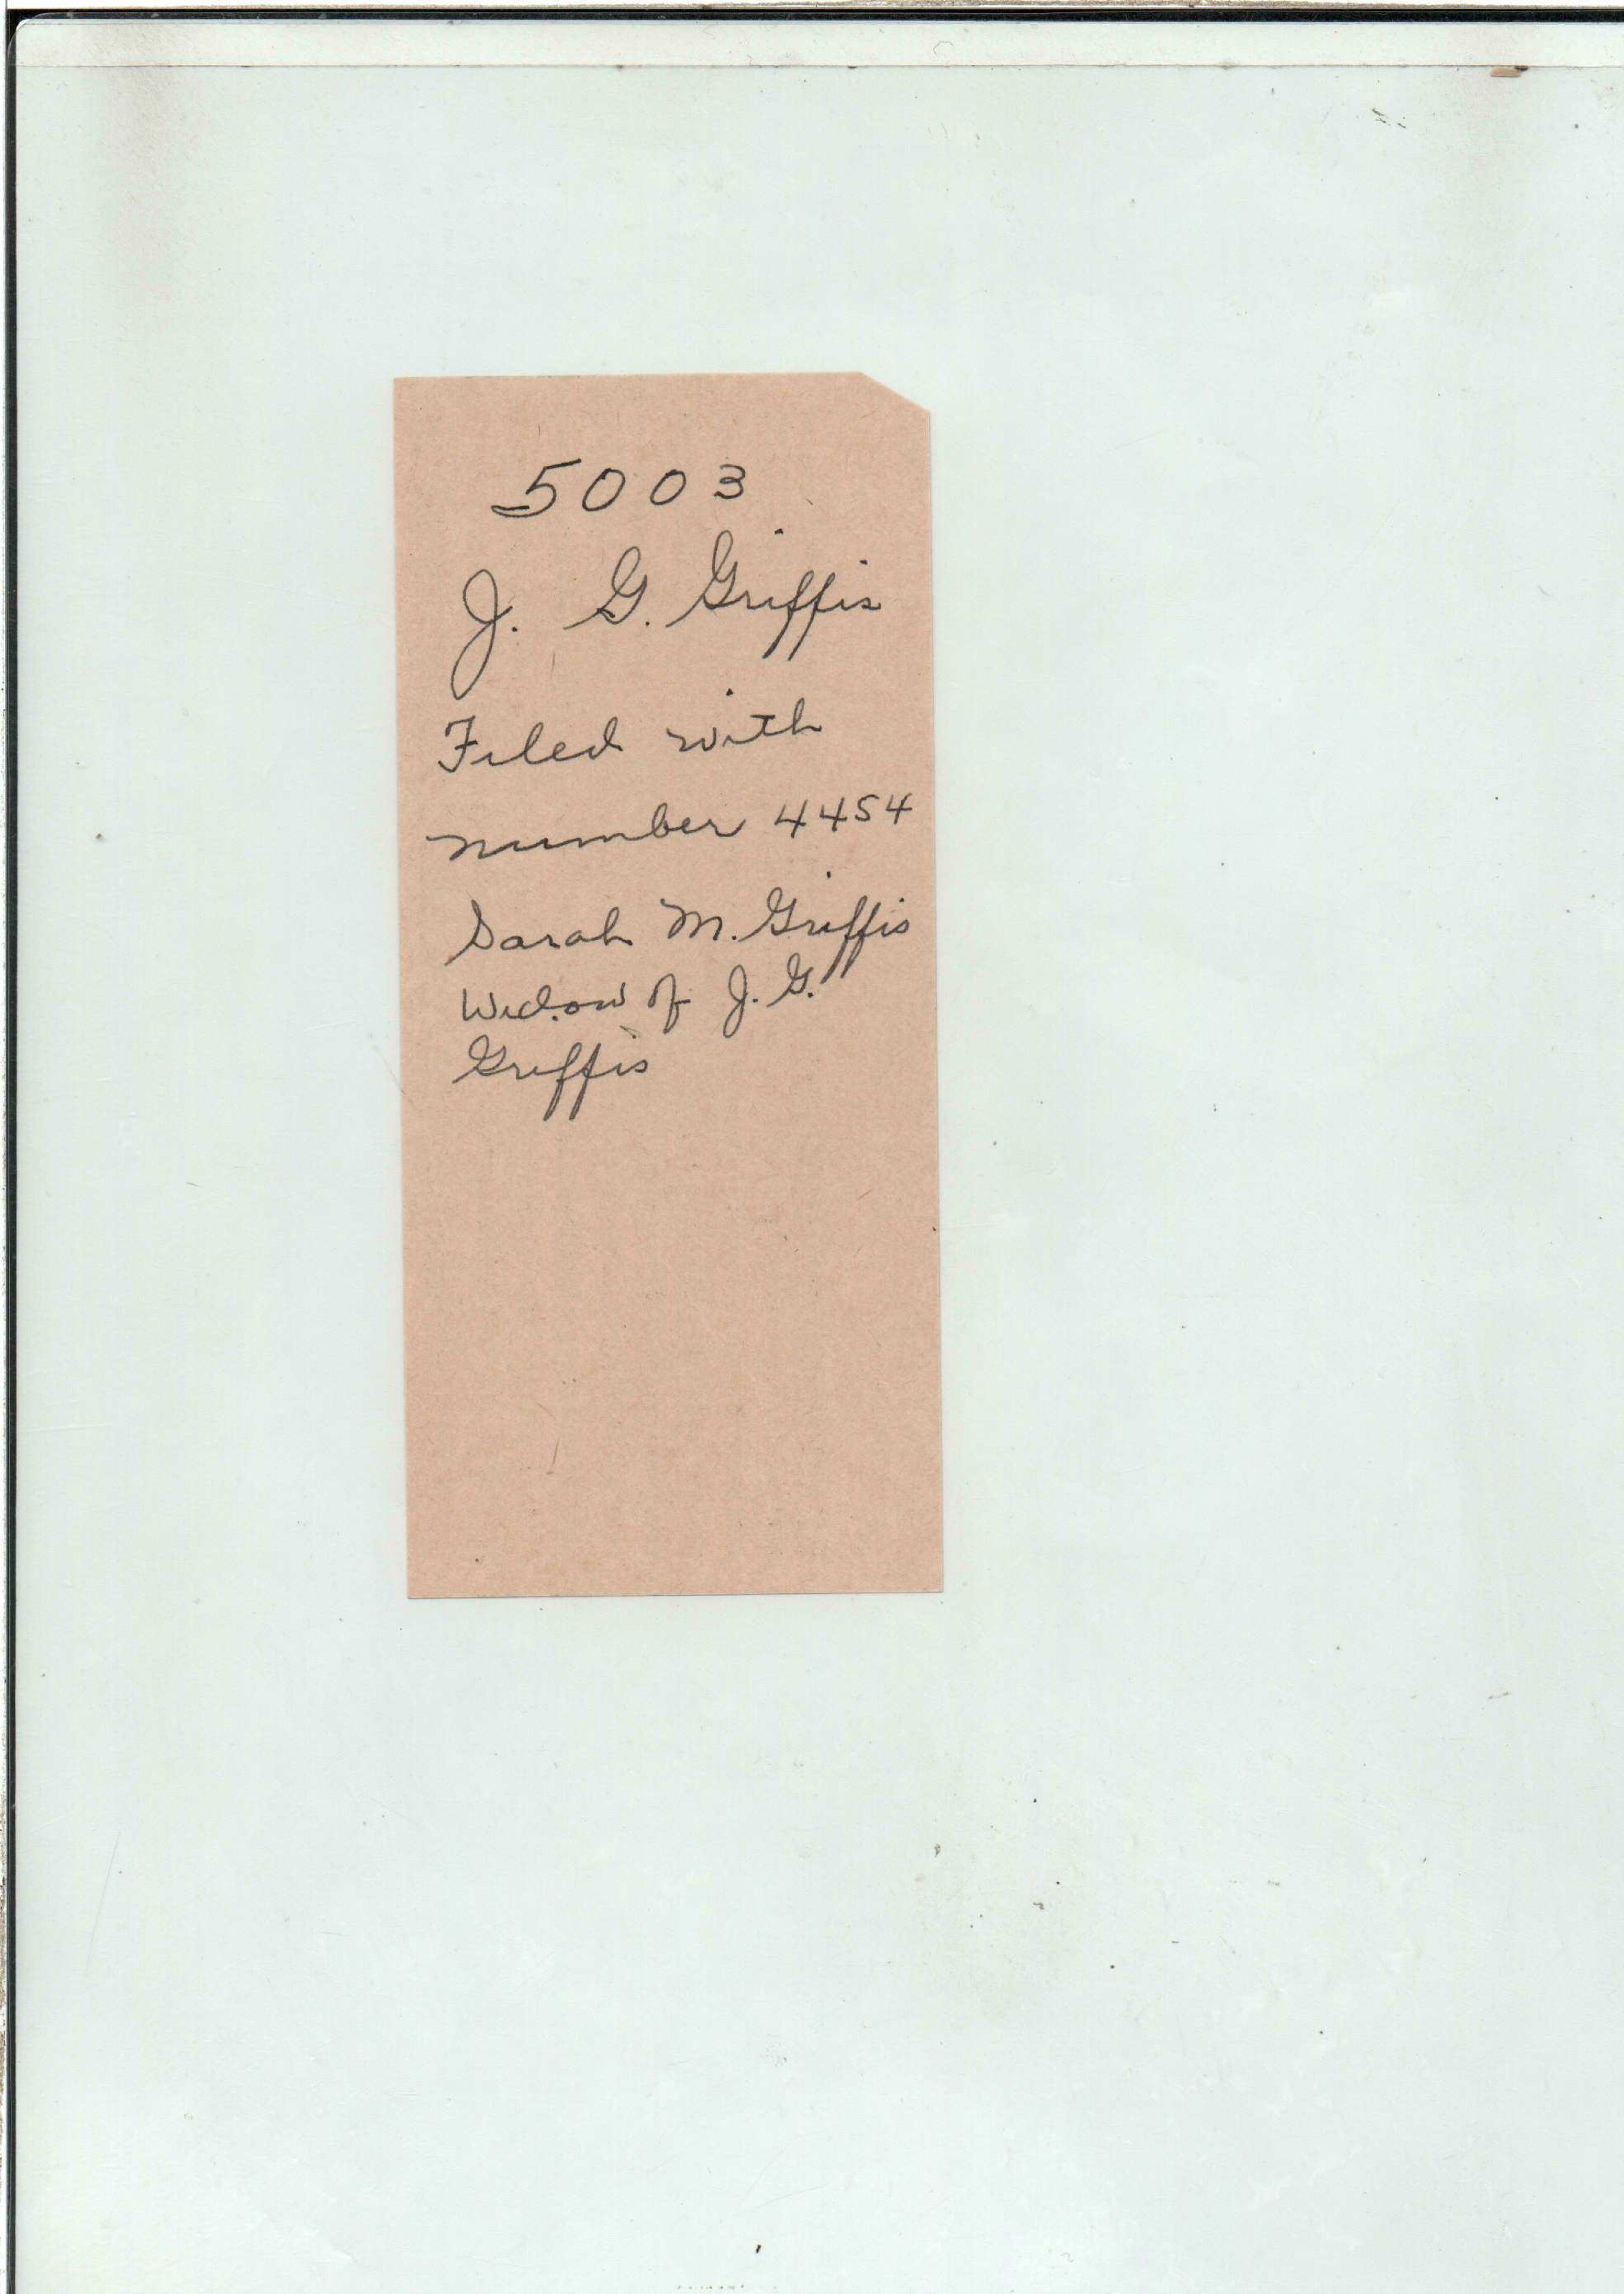 5003
J. G. Griffis
Filed with
number 4454
Sarah M. Griffis
Widow of J. G.
Griffis